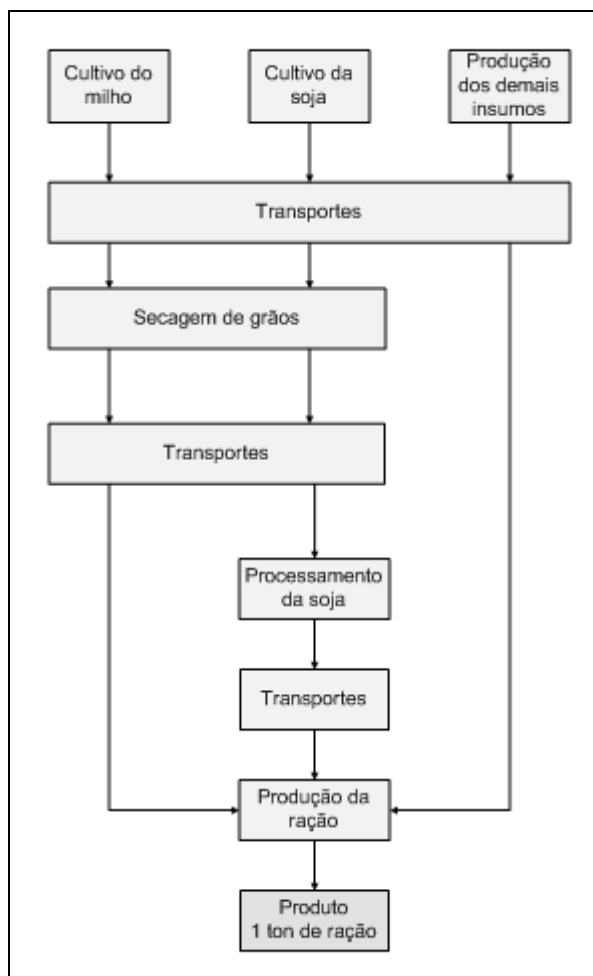 Cultivo do
milho
Cultivo da
soja
Produção
dos demais
insumos
Transportes
Secagem de grãos
Transportes
Processamento
da soja
Transportes
Produção da
ração
Produto
1 ton de ração